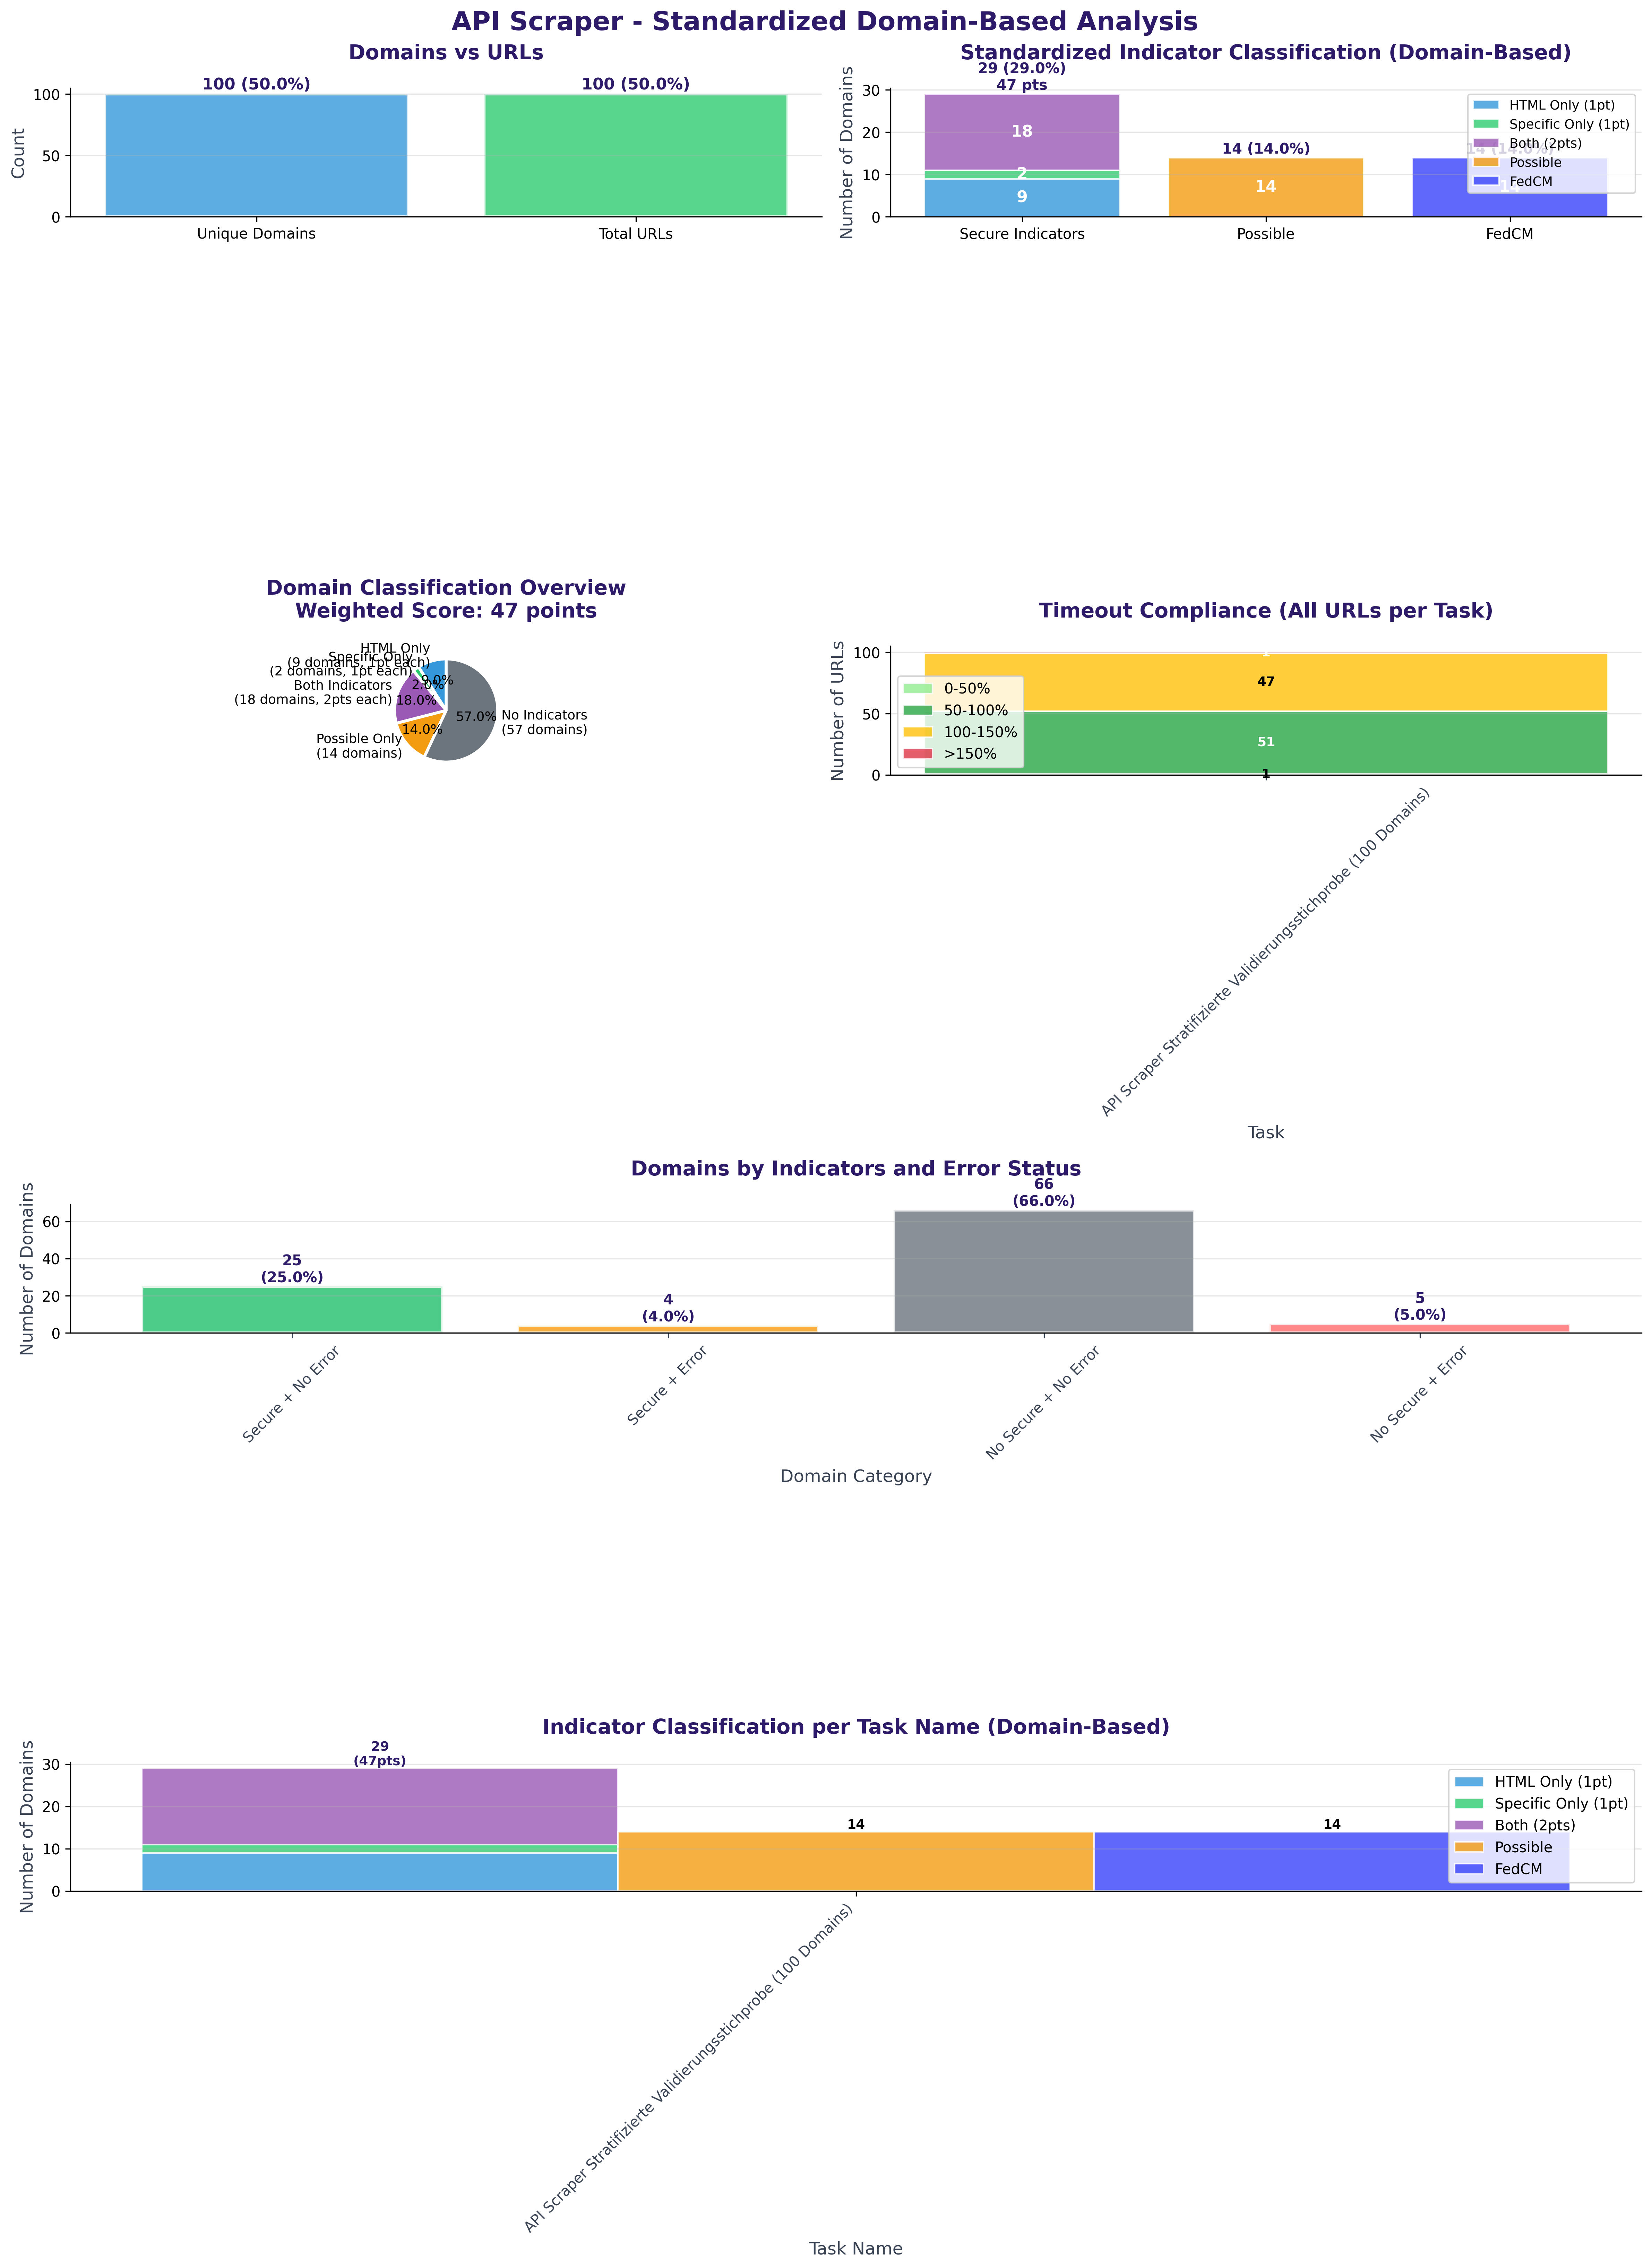 API Scraper - Standardized Domain-Based Analysis
Domains vs URLs
100 (50.0%)
100 (50.0%)
Count
100
50
0
Unique Domains
Total URLs
Standardized Indicator Classification (Domain-Based)
29 (29.0%)
47 pts
14 (14.0%)
14 (14.0%)
Number of Domains
30
20
10
0
18
2
9
14
HTML Only (1pt)
Specific Only (1pt)
Both (2pts)
Possible
FedCM
Secure Indicators
Possible
FedCM
Domain Classification Overview
Weighted Score: 47 points
HTML Only
(9 domains, 1pt each)
Specific Only
(2 domains, 1pt each)
Both Indicators
(18 domains, 2pts each)
Possible Only
(14 domains)
No Indicators
(57 domains)
9.0%
2.0%
18.0%
14.0%
57.0%
Timeout Compliance (All URLs per Task)
Number of URLs
100
50
0
1
47
51
1
0-50%
50-100%
100-150%
>150%
API Scraper Stratifizierte Validierungsstichprobe (100 Domains)
Task
Domains by Indicators and Error Status
Number of Domains
60
40
20
0
25
(25.0%)
4
(4.0%)
66
(66.0%)
5
(5.0%)
Secure + No Error
Secure + Error
No Secure + No Error
No Secure + Error
Domain Category
Indicator Classification per Task Name (Domain-Based)
Number of Domains
30
20
10
0
29
(47pts)
14
14
HTML Only (1pt)
Specific Only (1pt)
Both (2pts)
Possible
FedCM
API Scraper Stratifizierte Validierungsstichprobe (100 Domains)
Task Name